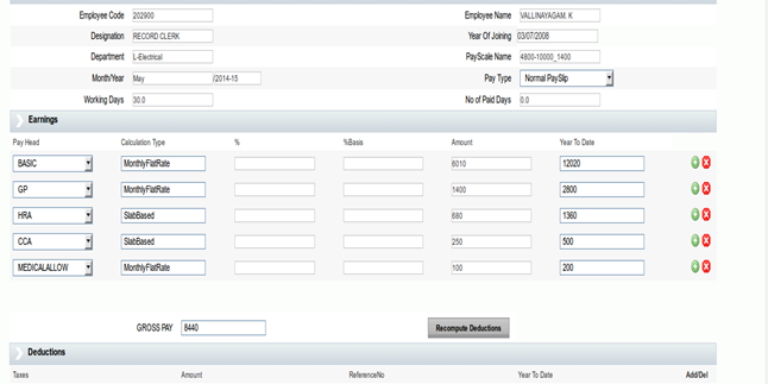 Employee Code 202900 Employee Name VALLINAYAGAM. K
Designation RECORD CLERK Year Of Joining 03/07/2008
Department L-Electrical PayScale Name 4800-10000_1400
Month/Year May /2014-15 Pay Type Normal PaySlip
Working Days 30.0 No of Paid Days 0.0
Earnings
Pay Head Calculation Type % %Basis Amount Year To Date
BASIC MonthlyFlatRate 6010 12020
GP MonthlyFlatRate 1400 2800
HRA SlabBased 680 1360
CCA SlabBased 250 500
MEDICALALLOW MonthlyFlatRate 100 200
GROSS PAY 8440 Recompute Deductions
Deductions
Taxes Amount ReferenceNo Year To Date Add/Del